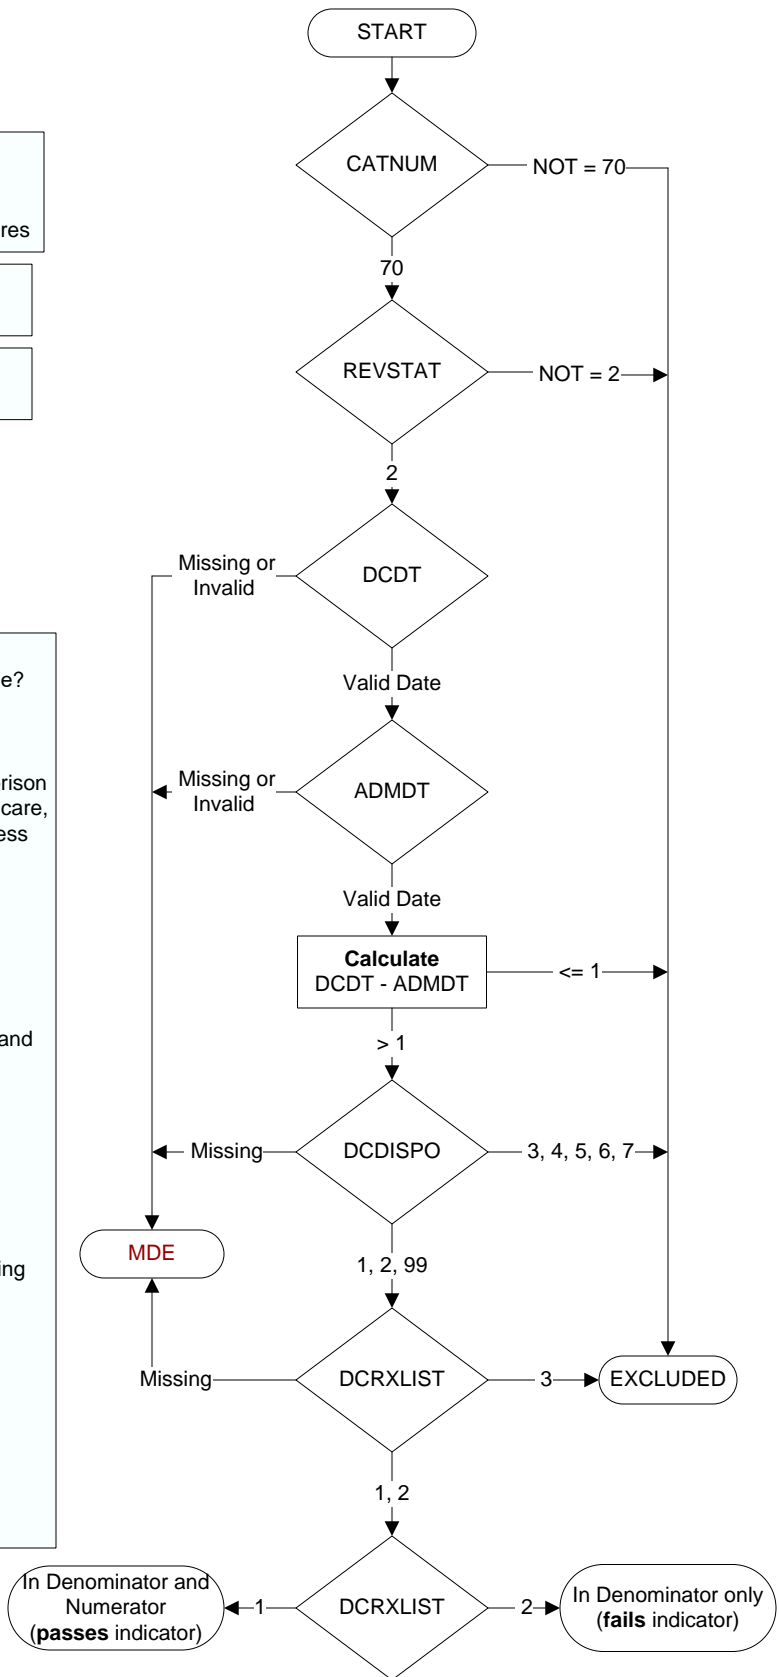 START
res
CATNUM
NOT = 70
70
REVSTAT
NOT = 2
2
Missing or
Invalid
DCDT
Valid Date
e?
rison
care,
ess
Missing or
Invalid
ADMDT
Valid Date
Calculate
DCDT - ADMDT
<= 1
> 1
and
Missing
DCDISPO
3, 4, 5, 6, 7
MDE
1, 2, 99
ing
Missing
DCRXLIST
3
EXCLUDED
1, 2
In Denominator and
Numerator
(passes indicator)
1
DCRXLIST
2
In Denominator only
(fails indicator)